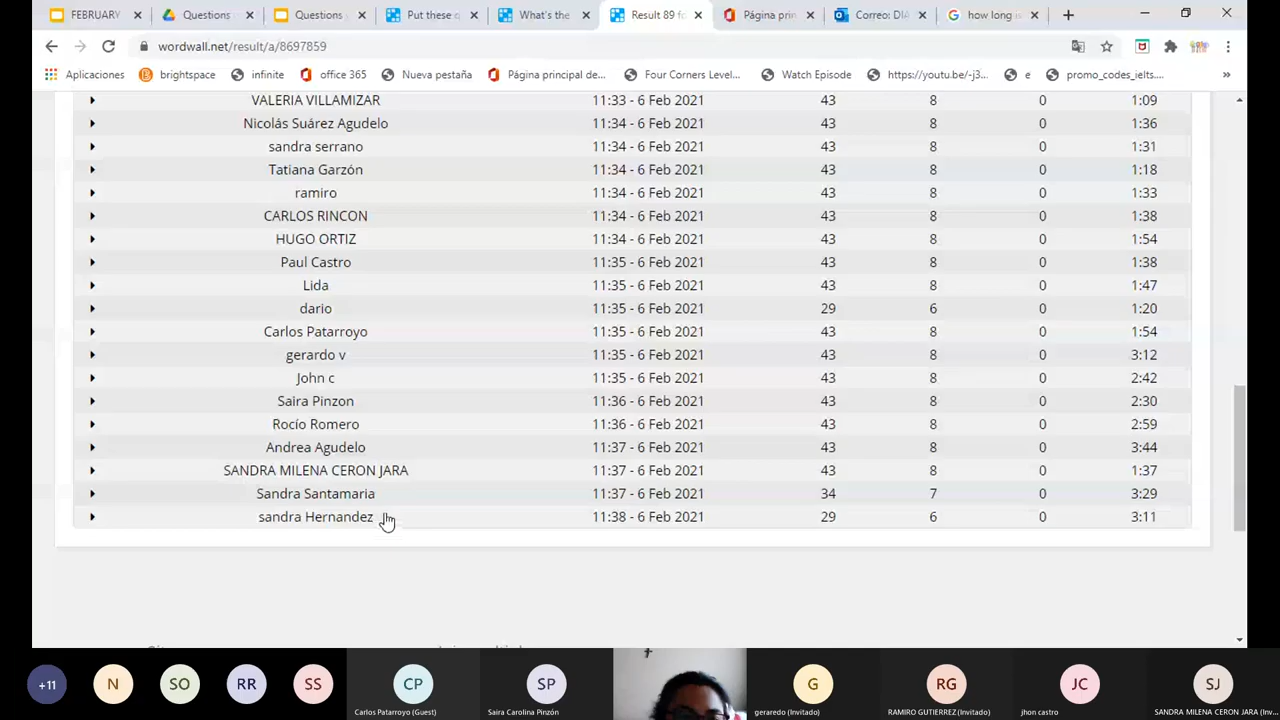 FEBRUARY
Questions
Questions
Put these q
What's the
Result 89 fo
Página prin
Correo: DIA
how long is
wordwall.net/result/a/8697859
Aplicaciones brightspace infinite office 365 Nueva pestaña Página principal de... Four Corners Level... Watch Episode https://youtu.be/-j3... e promo_codes_ielts.... »
VALERIA VILLAMIZAR 11:33 - 6 Feb 2021 43 8 0 1:09
Nicolás Suárez Agudelo 11:34 - 6 Feb 2021 43 8 0 1:36
sandra serrano 11:34 - 6 Feb 2021 43 8 0 1:31
Tatiana Garzón 11:34 - 6 Feb 2021 43 8 0 1:18
ramiro 11:34 - 6 Feb 2021 43 8 0 1:33
CARLOS RINCON 11:34 - 6 Feb 2021 43 8 0 1:38
HUGO ORTIZ 11:34 - 6 Feb 2021 43 8 0 1:54
Paul Castro 11:35 - 6 Feb 2021 43 8 0 1:38
Lida 11:35 - 6 Feb 2021 43 8 0 1:47
dario 11:35 - 6 Feb 2021 29 6 0 1:20
Carlos Patarroyo 11:35 - 6 Feb 2021 43 8 0 1:54
gerardo v 11:35 - 6 Feb 2021 43 8 0 3:12
John c 11:35 - 6 Feb 2021 43 8 0 2:42
Saira Pinzon 11:36 - 6 Feb 2021 43 8 0 2:30
Rocío Romero 11:36 - 6 Feb 2021 43 8 0 2:59
Andrea Agudelo 11:37 - 6 Feb 2021 43 8 0 3:44
SANDRA MILENA CERON JARA 11:37 - 6 Feb 2021 43 8 0 1:37
Sandra Santamaria 11:37 - 6 Feb 2021 34 7 0 3:29
sandra Hernandez 11:38 - 6 Feb 2021 29 6 0 3:11
+11 N SO RR SS CP SP G RG JC SJ
Carlos Patarroyo (Guest) Saira Carolina Pinzón geraredo (Invitado) RAMIRO GUTIERREZ (Invitado) jhon castro SANDRA MILENA CERON JARA (Inv...